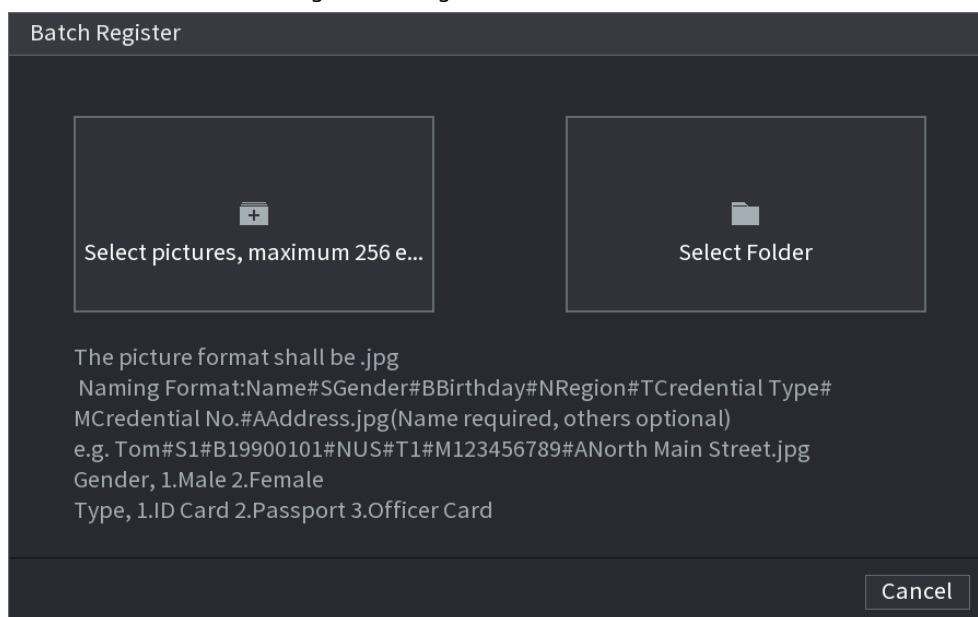 Batch Register
Select pictures, maximum 256 e...
Select Folder
The picture format shall be .jpg
Naming Format:Name#SGender#BBirthday#NRegion#TCredential Type#
MCredential No.#AAddress.jpg(Name required, others optional)
e.g. Tom#S1#B19900101#NUS#T1#M123456789#ANorth Main Street.jpg
Gender, 1.Male 2.Female
Type, 1.ID Card 2.Passport 3.Officer Card
Cancel